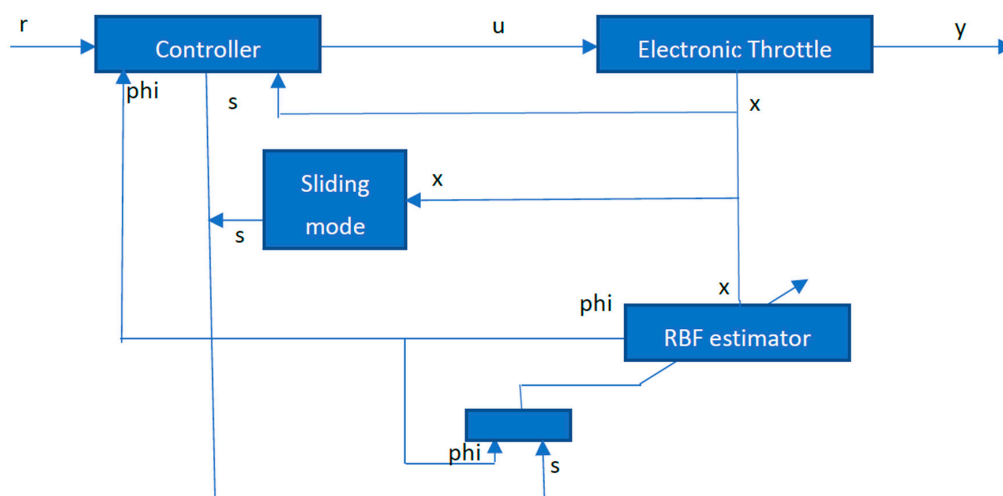 r
u
y
Controller
Electronic Throttle
phi
s
x
Sliding
mode
x
s
x
phi
RBF estimator
phi
s